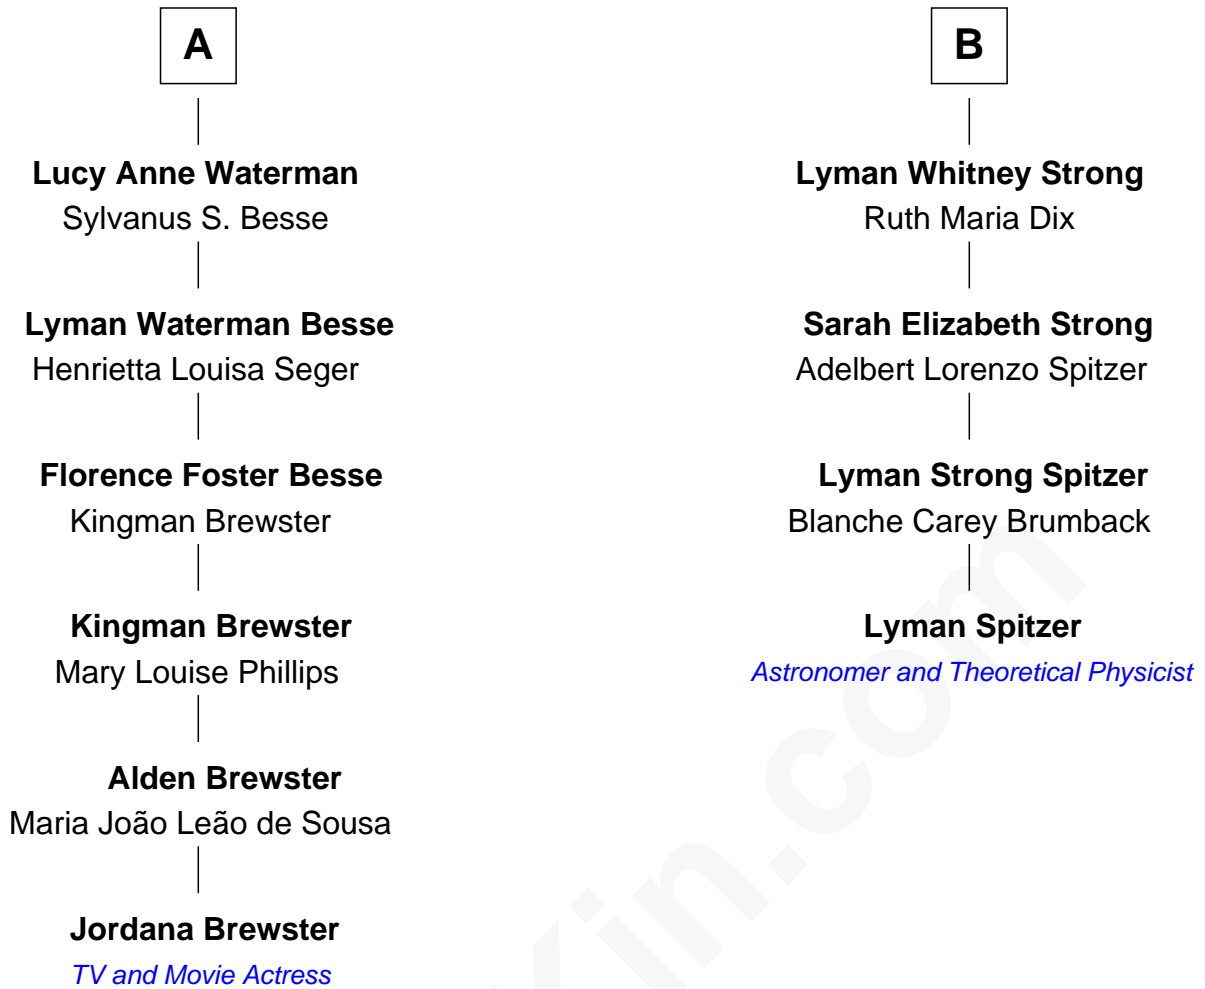 A
Lucy Anne Waterman
Sylvanus S. Besse
Lyman Waterman Besse
Henrietta Louisa Seger
Florence Foster Besse
Kingman Brewster
Kingman Brewster
Mary Louise Phillips
Alden Brewster
Maria João Leão de Sousa
Jordana Brewster
TV and Movie Actress
B
Lyman Whitney Strong
Ruth Maria Dix
Sarah Elizabeth Strong
Adelbert Lorenzo Spitzer
Lyman Strong Spitzer
Blanche Carey Brumback
Lyman Spitzer
Astronomer and Theoretical Physicist